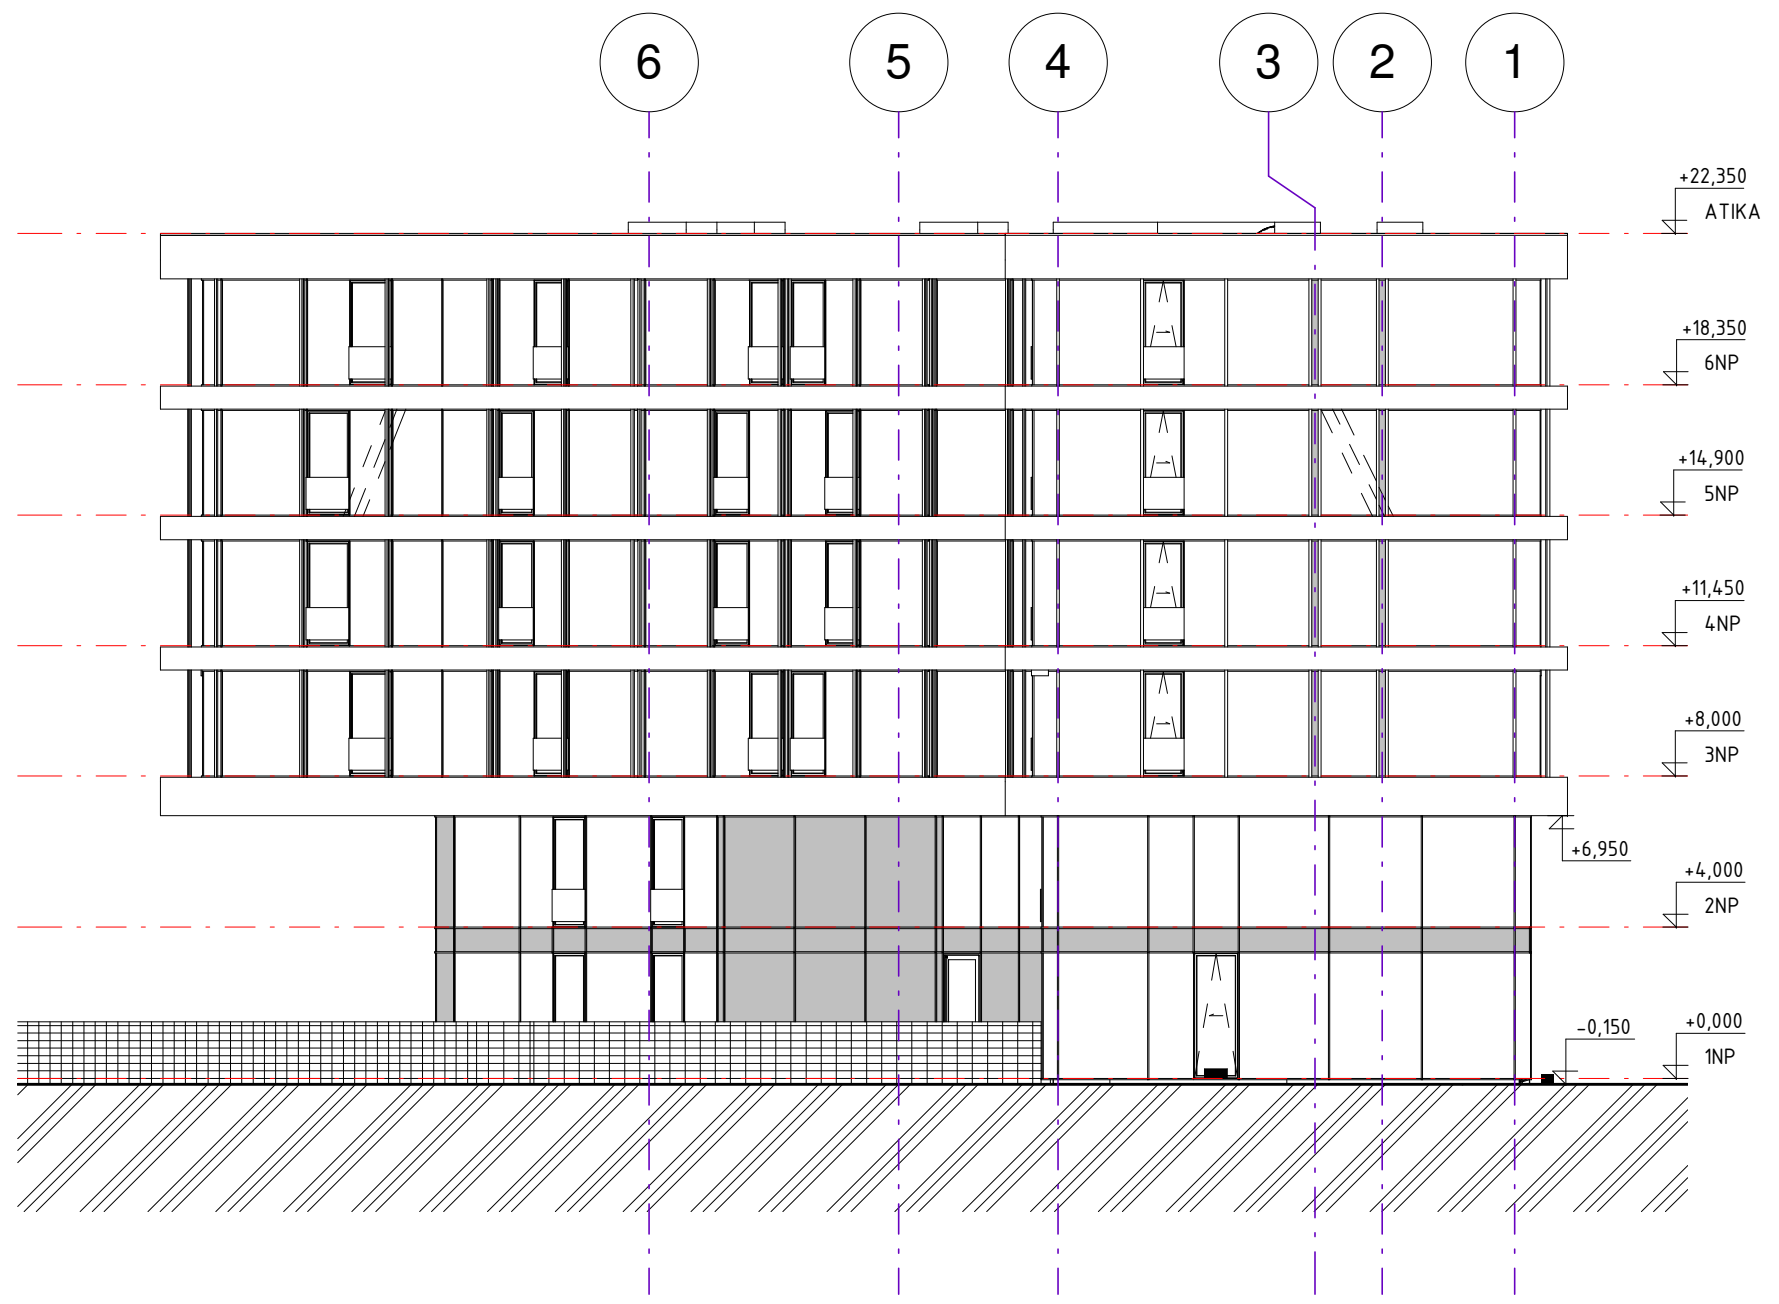 6 5 4 3 2 1
+22,350
ATIKA
+18,350
6NP
+14,900
5NP
+11,450
4NP
+8,000
3NP
+6,950
+4,000
2NP
-0,150
+0,000
1NP